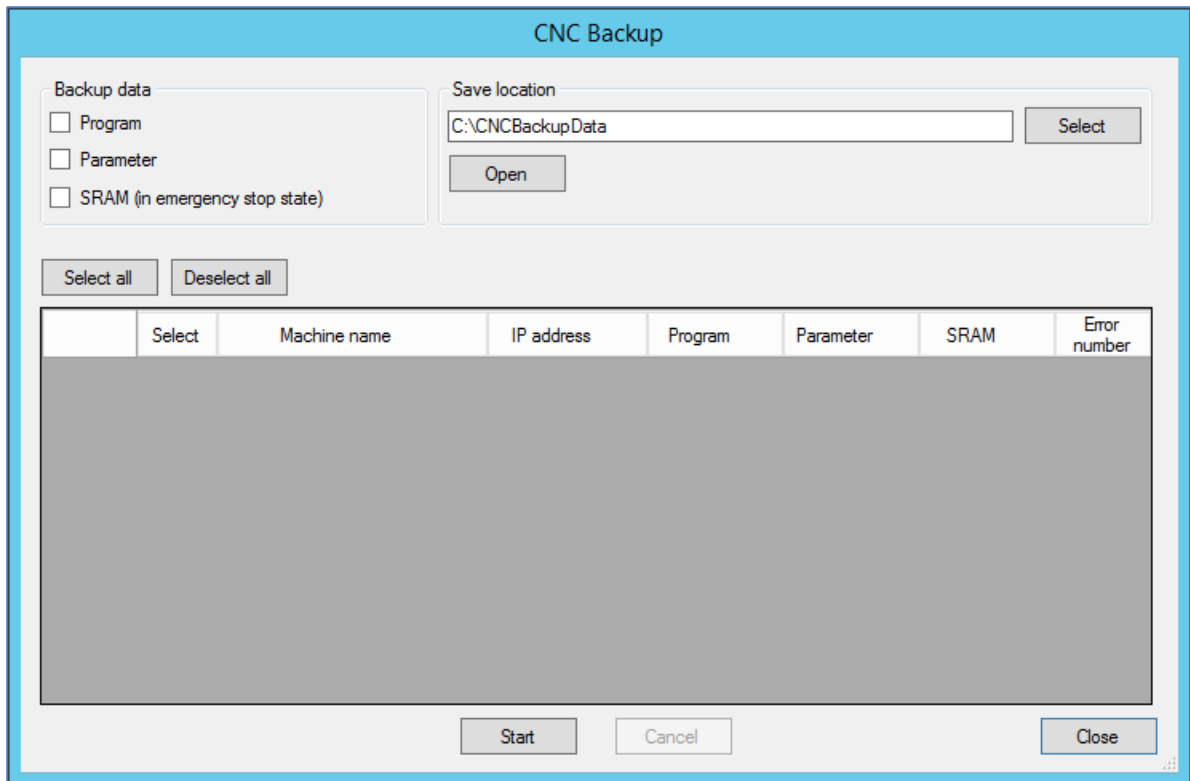 CNC Backup
Backup data
Program
Parameter
SRAM (in emergency stop state)
Save location
C:\CNCBackupData
Select
Open
Select all
Deselect all
Select
Machine name
IP address
Program
Parameter
SRAM
Error
number
Start
Cancel
Close